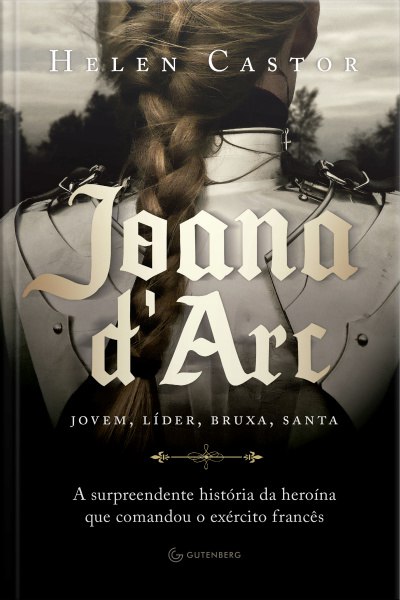 HELEN CASTOR
Joana
d'Arc
JOVEM, LÍDER, BRUXA, SANTA
A surpreendente história da heroína
que comandou o exército francês
GUTENBERG